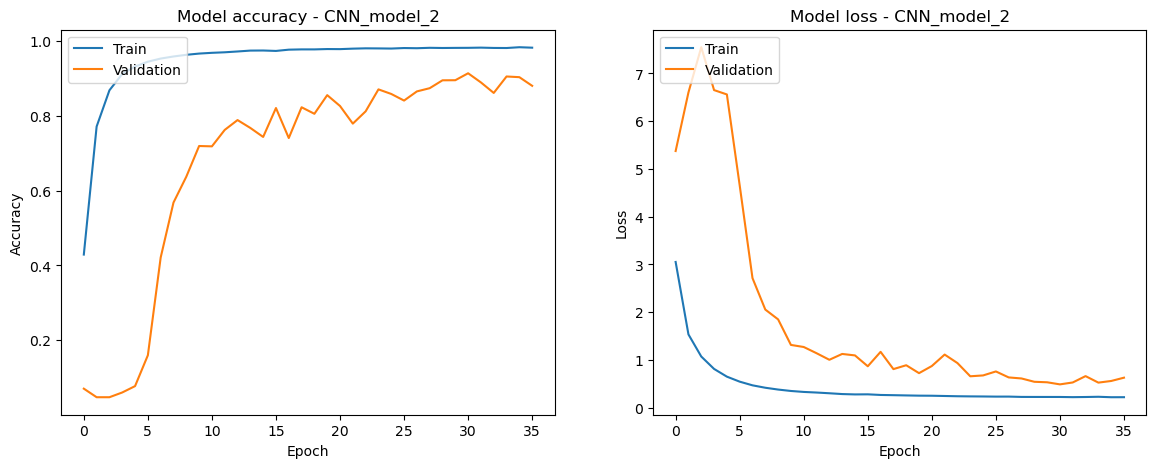 Model accuracy - CNN_model_2
Train
Validation
1.0
0.8
0.6
0.4
0.2
Accuracy
0 5 10 15 20 25 30 35
Epoch
Model loss - CNN_model_2
Train
Validation
7
6
5
4
3
2
1
0
Loss
0 5 10 15 20 25 30 35
Epoch